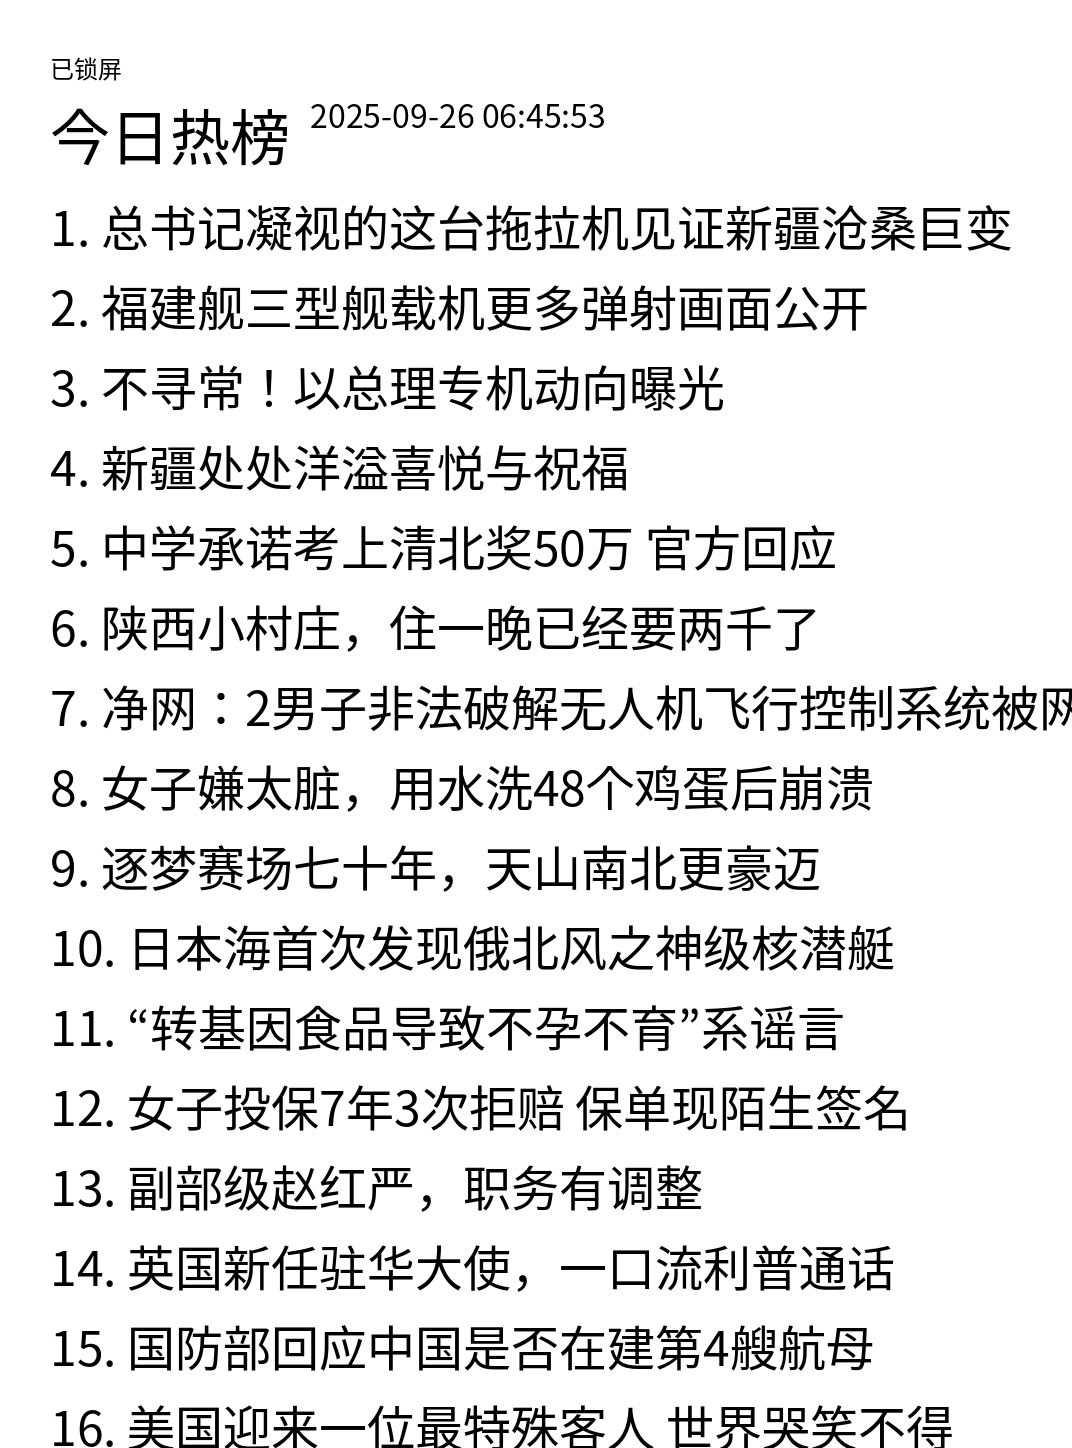 已锁屏
今日热榜 2025-09-26 06:45:53
1. 总书记凝视的这台拖拉机见证新疆沧桑巨变
2. 福建舰三型舰载机更多弹射画面公开
3. 不寻常！以总理专机动向曝光
4. 新疆处处洋溢喜悦与祝福
5. 中学承诺考上清北奖50万 官方回应
6. 陕西小村庄，住一晚已经要两千了
7. 净网：2男子非法破解无人机飞行控制系统被网
8. 女子嫌太脏，用水洗48个鸡蛋后崩溃
9. 逐梦赛场七十年，天山南北更豪迈
10. 日本海首次发现俄北风之神级核潜艇
11. “转基因食品导致不孕不育”系谣言
12. 女子投保7年3次拒赔 保单现陌生签名
13. 副部级赵红严，职务有调整
14. 英国新任驻华大使，一口流利普通话
15. 国防部回应中国是否在建第4艘航母
16. 美国迎来一位最特殊客人 世界哭笑不得